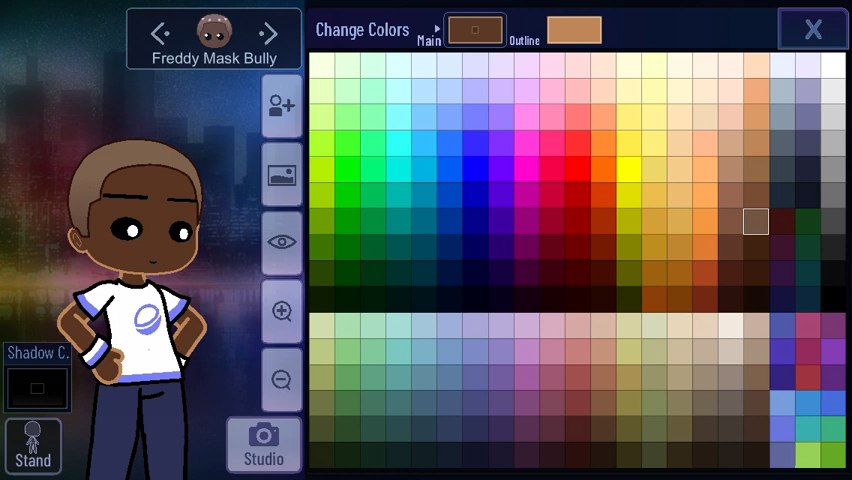 Freddy Mask Bully
Change Colors
Main
Outline
X
Shadow C.
Stand
Studio